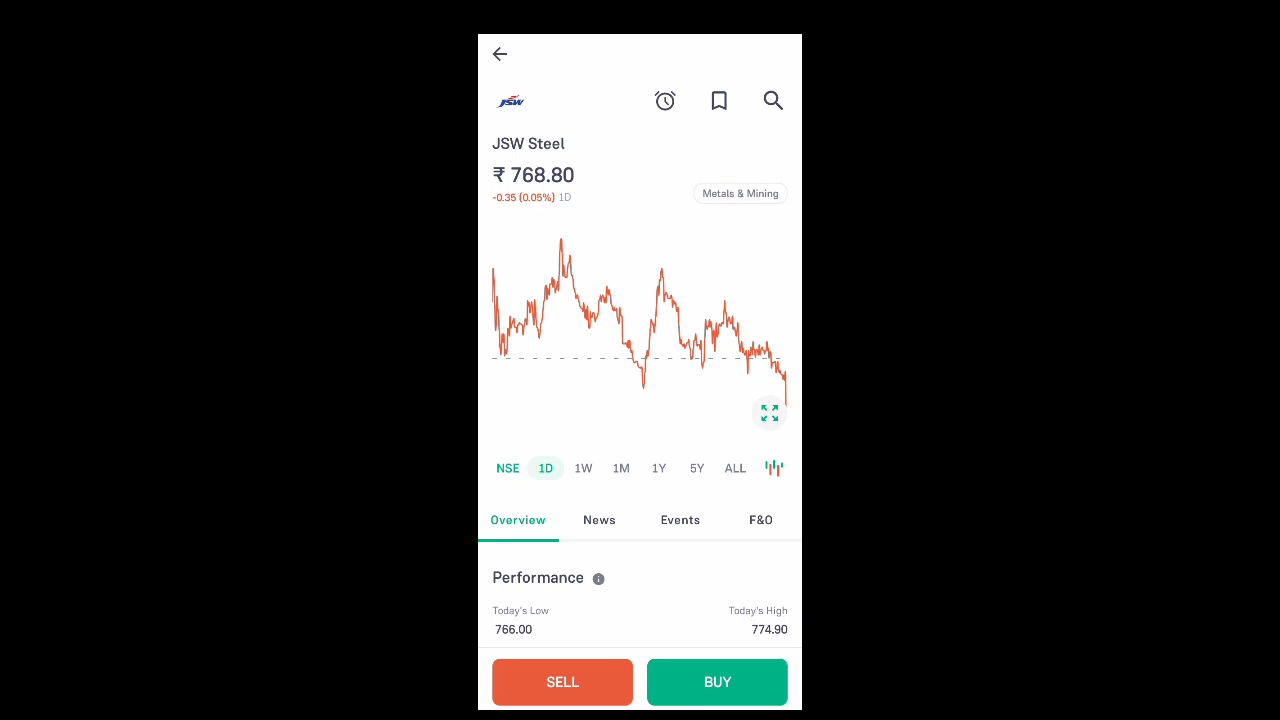 JSW
JSW Steel
₹ 768.80
-0.35 (0.05%) 1D
Metals & Mining
NSE 1D 1W 1M 1Y 5Y ALL
Overview News Events F&O
Performance
Today's Low Today's High
766.00 774.90
SELL BUY